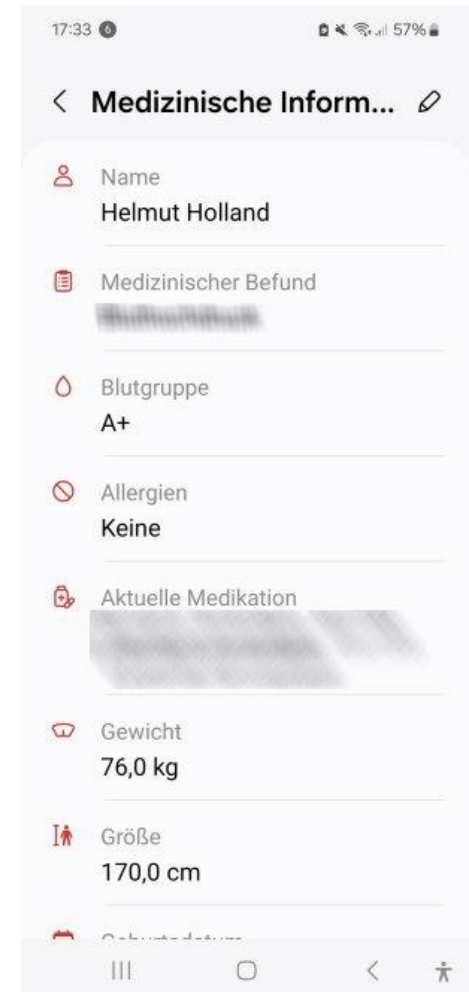 17:33 6 57%
Medizinische Inform...
Name
Helmut Holland
Medizinischer Befund
Blutgruppe
A+
Allergien
Keine
Aktuelle Medikation
Gewicht
76,0 kg
Größe
170,0 cm